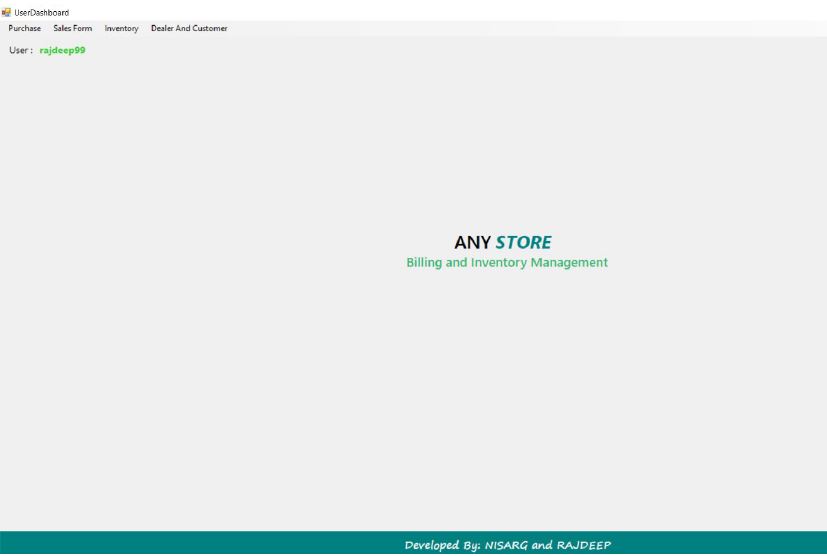 UserDashboard
Purchase Sales Form Inventory Dealer And Customer
User : rajdeep99
ANY STORE
Billing and Inventory Management
Developed By: NISARG and RAJDEEP